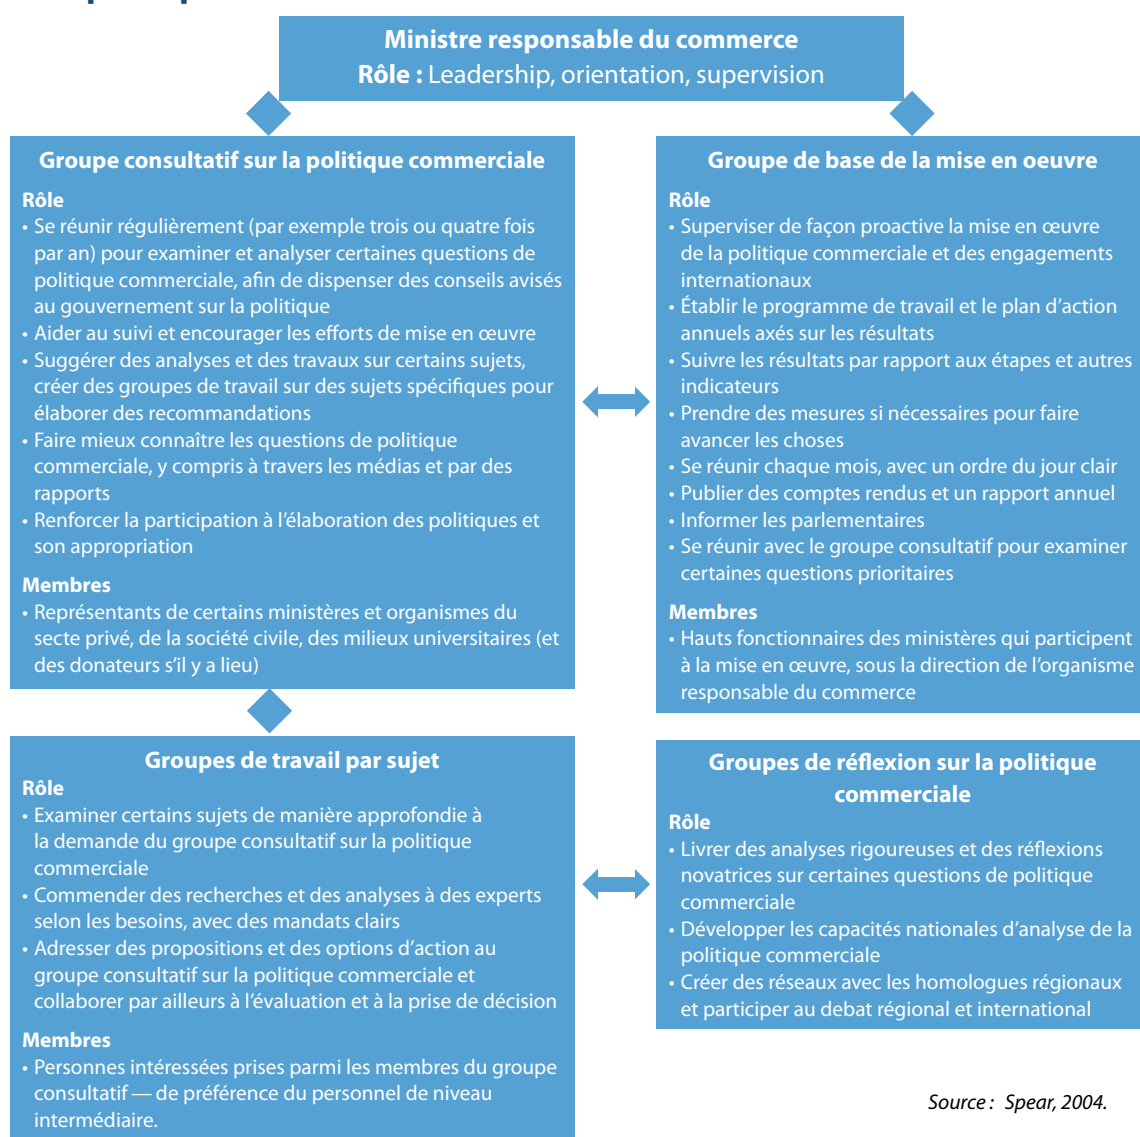 Ministre responsable du commerce
Rôle : Leadership, orientation, supervision
Groupe consultatif sur la politique commerciale
Rôle
• Se réunir régulièrement (par exemple trois ou quatre fois
par an) pour examiner et analyser certaines questions de
politique commerciale, afin de dispenser des conseils avisés
au gouvernement sur la politique
• Aider au suivi et encourager les efforts de mise en œuvre
• Suggérer des analyses et des travaux sur certains sujets,
créer des groupes de travail sur des sujets spécifiques pour
élaborer des recommandations
• Faire mieux connaître les questions de politique
commerciale, y compris à travers les médias et par des
rapports
• Renforcer la participation à l’élaboration des politiques et
son appropriation
Membres
• Représentants de certains ministères et organismes du
secte privé, de la société civile, des milieux universitaires (et
des donateurs s’il y a lieu)
Groupe de base de la mise en oeuvre
Rôle
• Superviser de façon proactive la mise en œuvre
de la politique commerciale et des engagements
internationaux
• Établir le programme de travail et le plan d’action
annuels axés sur les résultats
• Suivre les résultats par rapport aux étapes et autres
indicateurs
• Prendre des mesures si nécessaires pour faire
avancer les choses
• Se réunir chaque mois, avec un ordre du jour clair
• Publier des comptes rendus et un rapport annuel
• Informer les parlementaires
• Se réunir avec le groupe consultatif pour examiner
certaines questions prioritaires
Membres
• Hauts fonctionnaires des ministères qui participent
à la mise en œuvre, sous la direction de l’organisme
responsable du commerce
Groupes de travail par sujet
Rôle
• Examiner certains sujets de manière approfondie à
la demande du groupe consultatif sur la politique
commerciale
• Commender des recherches et des analyses à des experts
selon les besoins, avec des mandats clairs
• Adresser des propositions et des options d’action au
groupe consultatif sur la politique commerciale et
collaborer par ailleurs à l’évaluation et à la prise de décision
Membres
• Personnes intéressées prises parmi les membres du groupe
consultatif — de préférence du personnel de niveau
intermédiaire.
Groupes de réflexion sur la politique
commerciale
Rôle
• Livrer des analyses rigoureuses et des réflexions
novatrices sur certaines questions de politique
commerciale
• Développer les capacités nationales d’analyse de la
politique commerciale
• Créer des réseaux avec les homologues régionaux
et participer au debat régional et international
Source : Spear, 2004.